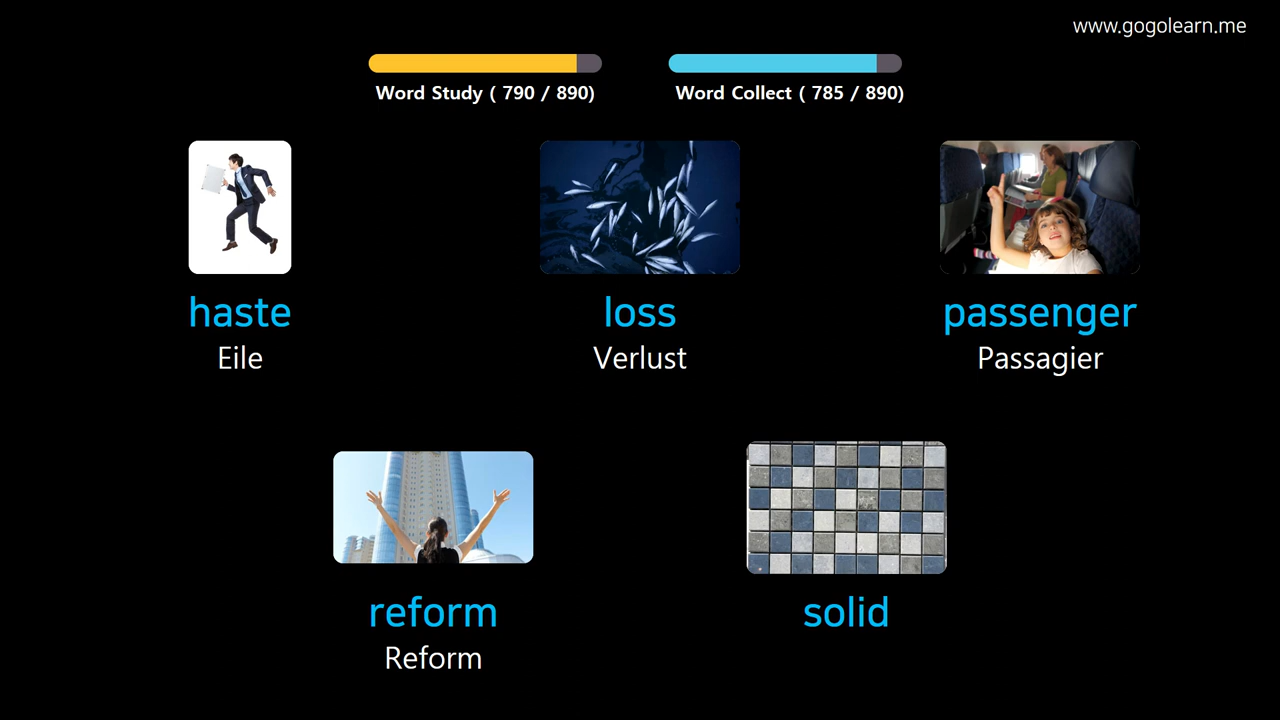 www.gogolearn.me
Word Study ( 790 / 890)
Word Collect ( 785 / 890)
haste
Eile
loss
Verlust
passenger
Passagier
reform
Reform
solid